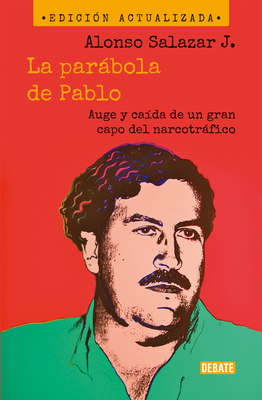 • EDICIÓN ACTUALIZADA •
Alonso Salazar J.
La parábola
de Pablo
Auge y caída de un gran
capo del narcotráfico
DEBATE